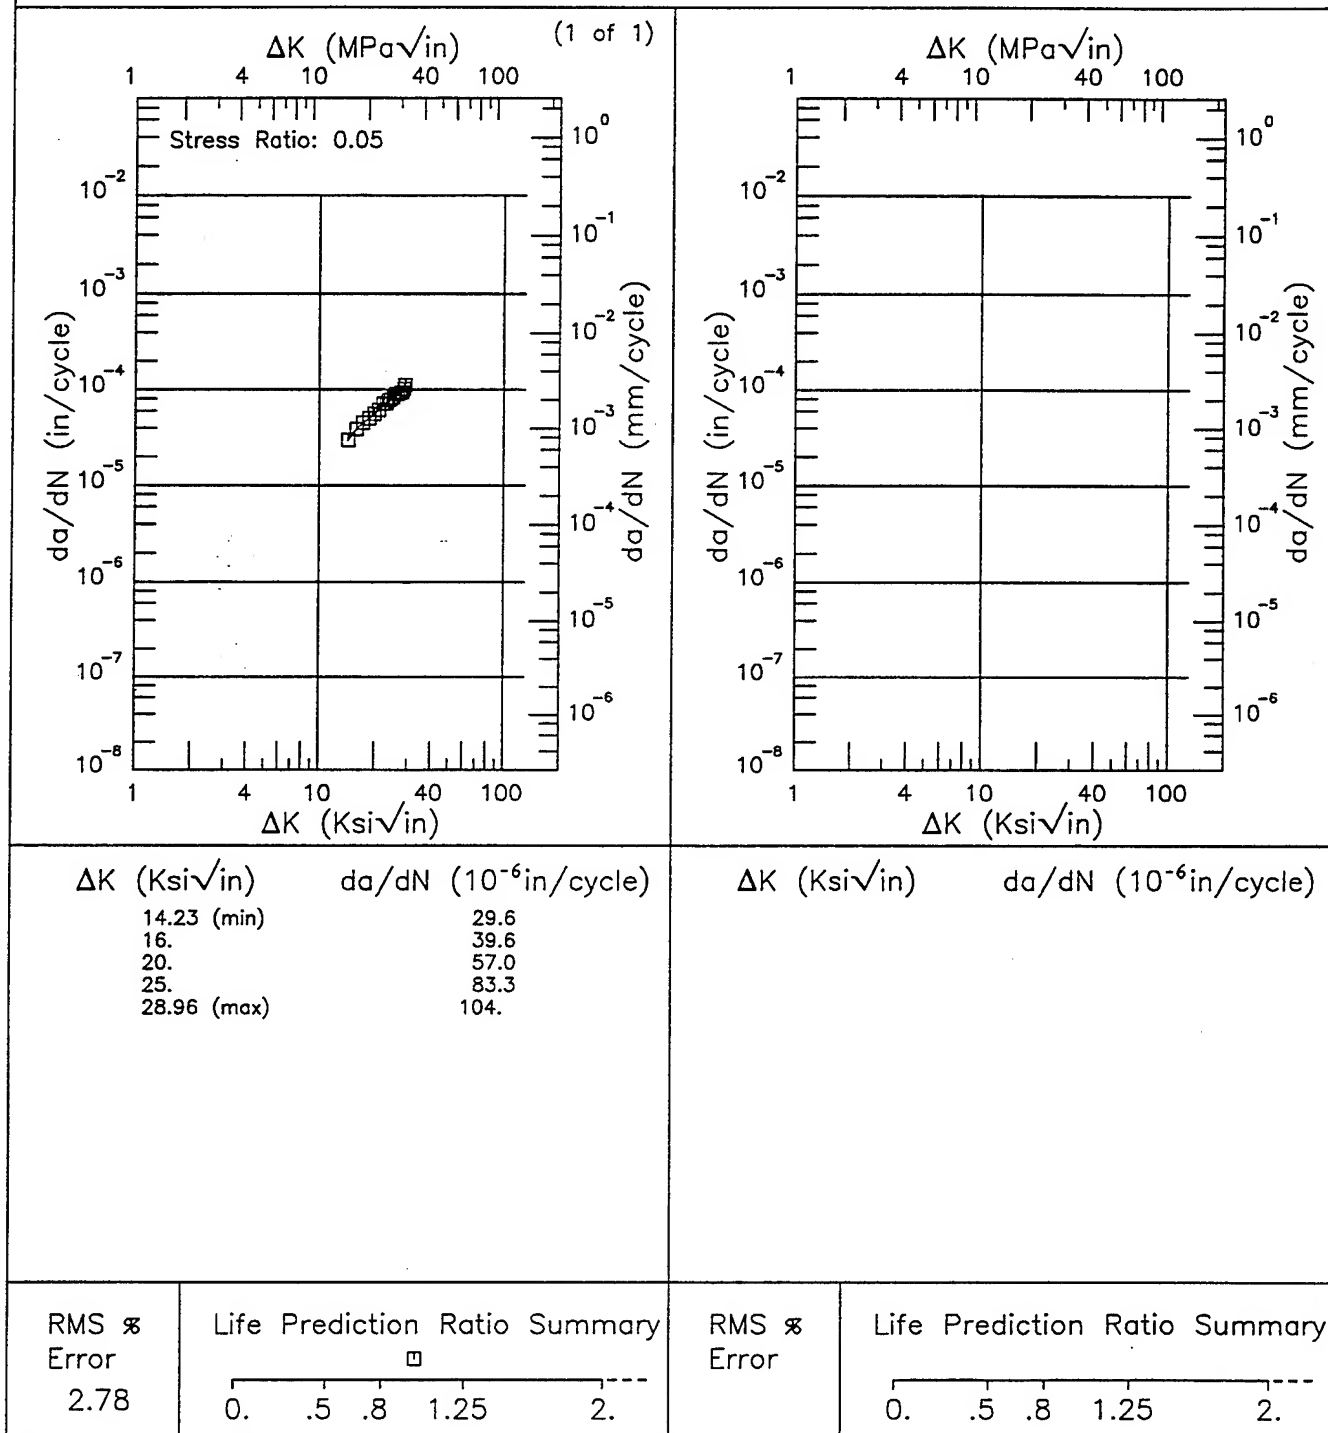 (1 of 1)
ΔK (MPa√in)
1 4 10 40 100
Stress Ratio: 0.05
da/dN (in/cycle)
10⁻²
10⁻³
10⁻⁴
10⁻⁵
10⁻⁶
10⁻⁷
10⁻⁸
da/dN (mm/cycle)
10⁰
10⁻¹
10⁻²
10⁻³
10⁻⁴
10⁻⁵
10⁻⁶
1 4 10 40 100
ΔK (Ksi√in)
ΔK (MPa√in)
1 4 10 40 100
da/dN (in/cycle)
10⁻²
10⁻³
10⁻⁴
10⁻⁵
10⁻⁶
10⁻⁷
10⁻⁸
da/dN (mm/cycle)
10⁰
10⁻¹
10⁻²
10⁻³
10⁻⁴
10⁻⁵
10⁻⁶
1 4 10 40 100
ΔK (Ksi√in)
ΔK (Ksi√in) da/dN (10⁻⁶in/cycle)
14.23 (min) 29.6
16. 39.6
20. 57.0
25. 83.3
28.96 (max) 104.
ΔK (Ksi√in) da/dN (10⁻⁶in/cycle)
RMS %
Error
2.78
Life Prediction Ratio Summary
0. .5 .8 1.25 2.
RMS %
Error
Life Prediction Ratio Summary
0. .5 .8 1.25 2.